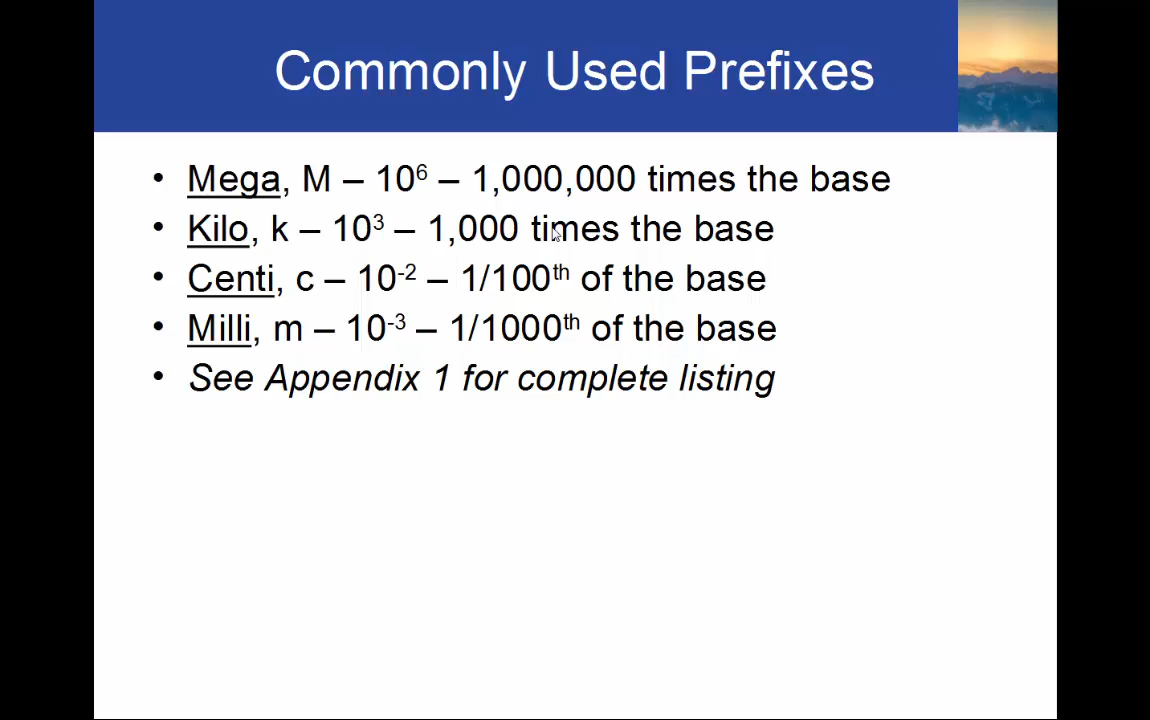 Commonly Used Prefixes
• Mega, M – 10⁶ – 1,000,000 times the base
• Kilo, k – 10³ – 1,000 times the base
• Centi, c – 10⁻² – 1/100ᵗʰ of the base
• Milli, m – 10⁻³ – 1/1000ᵗʰ of the base
• See Appendix 1 for complete listing